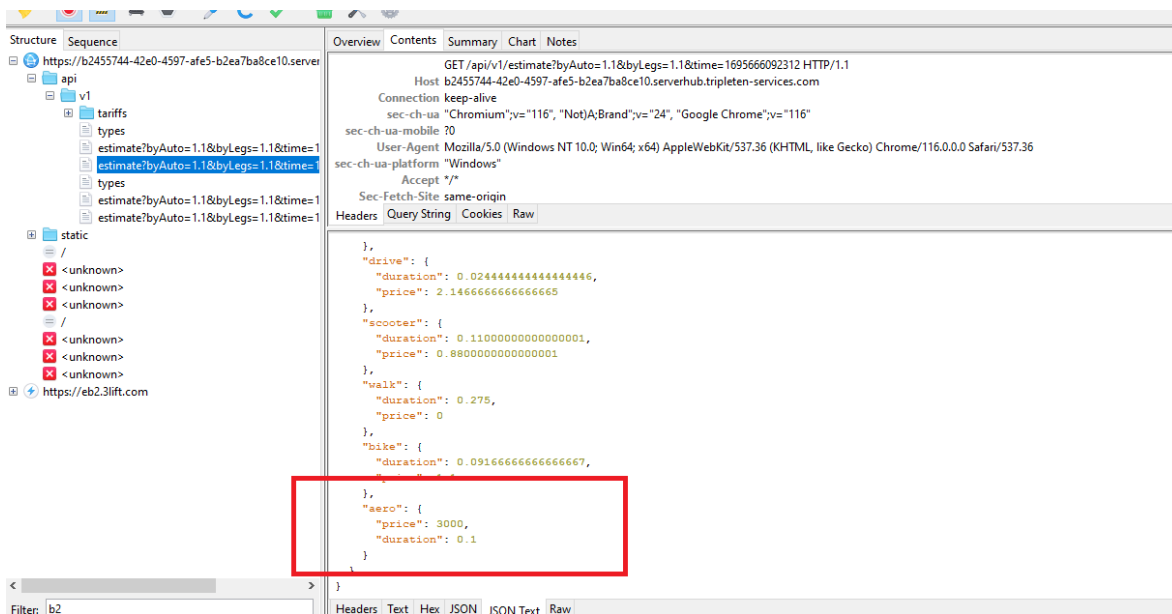 Structure Sequence
https://b2455744-42e0-4597-afe5-b2ea7ba8ce10.server
api
v1
tariffs
types
estimate?byAuto=1.1&byLegs=1.1&time=1
estimate?byAuto=1.1&byLegs=1.1&time=1
types
estimate?byAuto=1.1&byLegs=1.1&time=1
estimate?byAuto=1.1&byLegs=1.1&time=1
static
/
<unknown>
<unknown>
<unknown>
/
<unknown>
<unknown>
<unknown>
https://eb2.3lift.com
Filter: b2
Overview Contents Summary Chart Notes
GET /api/v1/estimate?byAuto=1.1&byLegs=1.1&time=1695666092312 HTTP/1.1
Host b2455744-42e0-4597-afe5-b2ea7ba8ce10.serverhub.tripleten-services.com
Connection keep-alive
sec-ch-ua "Chromium";v="116", "Not)A;Brand";v="24", "Google Chrome";v="116"
sec-ch-ua-mobile ?0
User-Agent Mozilla/5.0 (Windows NT 10.0; Win64; x64) AppleWebKit/537.36 (KHTML, like Gecko) Chrome/116.0.0.0 Safari/537.36
sec-ch-ua-platform "Windows"
Accept */*
Sec-Fetch-Site same-origin
Headers Query String Cookies Raw
},
"drive": {
"duration": 0.024444444444444446,
"price": 2.1466666666666665
},
"scooter": {
"duration": 0.11000000000000001,
"price": 0.8800000000000001
},
"walk": {
"duration": 0.275,
"price": 0
},
"bike": {
"duration": 0.09166666666666667,
},
"aero": {
"price": 3000,
"duration": 0.1
}
}
}
Headers Text Hex JSON JSON Text Raw